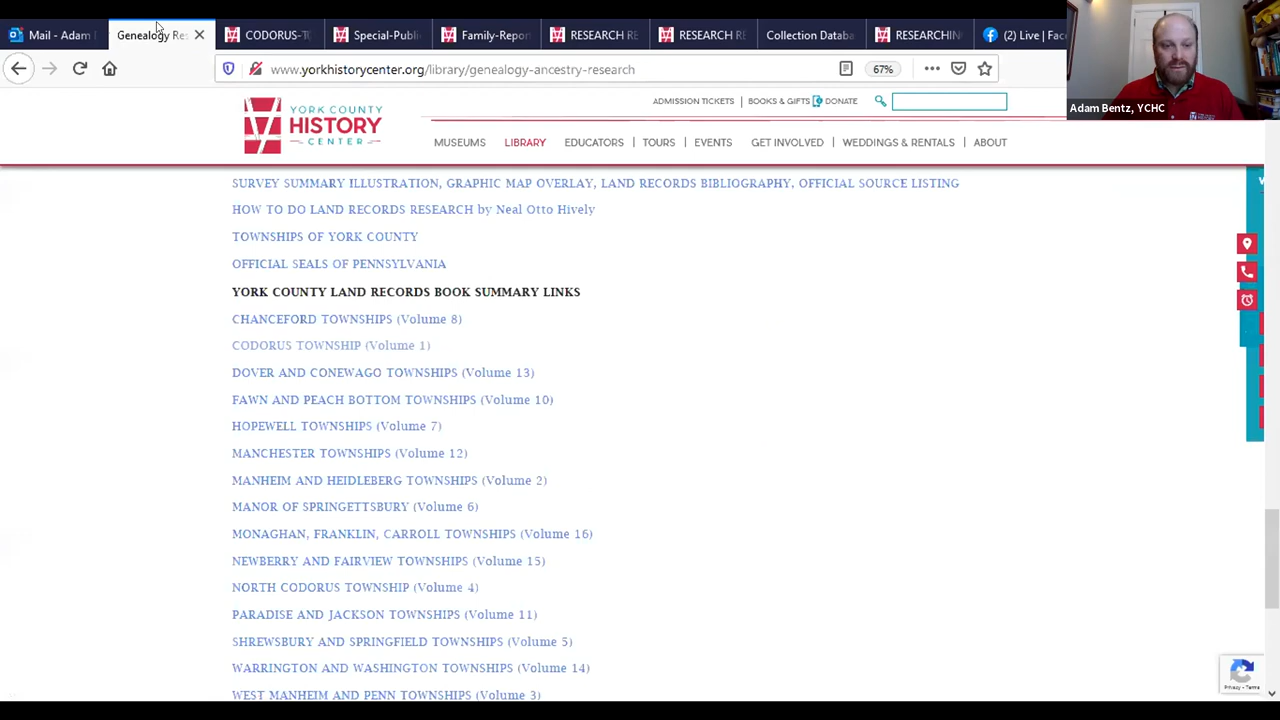 Mail - Adam
Genealogy Res
CODORUS-T
Special-Publi
Family-Repor
RESEARCH RE
RESEARCH RE
Collection Datab
RESEARCHIN
(2) Live | Face
www.yorkhistorycenter.org/library/genealogy-ancestry-research
67%
Adam Bentz, YCHC
YORK COUNTY
HISTORY
CENTER
ADMISSION TICKETS | BOOKS & GIFTS DONATE
MUSEUMS LIBRARY EDUCATORS | TOURS | EVENTS GET INVOLVED | WEDDINGS & RENTALS | ABOUT
SURVEY SUMMARY ILLUSTRATION, GRAPHIC MAP OVERLAY, LAND RECORDS BIBLIOGRAPHY, OFFICIAL SOURCE LISTING
HOW TO DO LAND RECORDS RESEARCH by Neal Otto Hively
TOWNSHIPS OF YORK COUNTY
OFFICIAL SEALS OF PENNSYLVANIA
YORK COUNTY LAND RECORDS BOOK SUMMARY LINKS
CHANCEFORD TOWNSHIPS (Volume 8)
CODORUS TOWNSHIP (Volume 1)
DOVER AND CONEWAGO TOWNSHIPS (Volume 13)
FAWN AND PEACH BOTTOM TOWNSHIPS (Volume 10)
HOPEWELL TOWNSHIPS (Volume 7)
MANCHESTER TOWNSHIPS (Volume 12)
MANHEIM AND HEIDLEBERG TOWNSHIPS (Volume 2)
MANOR OF SPRINGETTSBURY (Volume 6)
MONAGHAN, FRANKLIN, CARROLL TOWNSHIPS (Volume 16)
NEWBERRY AND FAIRVIEW TOWNSHIPS (Volume 15)
NORTH CODORUS TOWNSHIP (Volume 4)
PARADISE AND JACKSON TOWNSHIPS (Volume 11)
SHREWSBURY AND SPRINGFIELD TOWNSHIPS (Volume 5)
WARRINGTON AND WASHINGTON TOWNSHIPS (Volume 14)
WEST MANHEIM AND PENN TOWNSHIPS (Volume 3)
Privacy - Terms